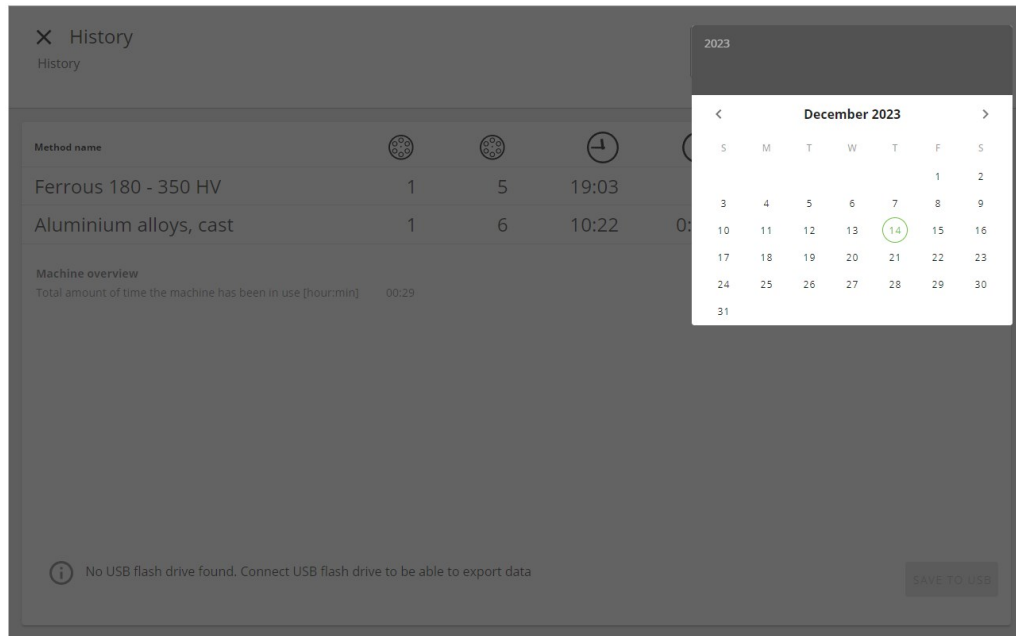 History
History
Method name
Ferrous 180 - 350 HV 1 5 19:03
Aluminium alloys, cast 1 6 10:22 0:
Machine overview
Total amount of time the machine has been in use [hour:min] 00:29
No USB flash drive found. Connect USB flash drive to be able to export data
SAVE TO USB
2023
December 2023
S M T W T F S
1 2
3 4 5 6 7 8 9
10 11 12 13 14 15 16
17 18 19 20 21 22 23
24 25 26 27 28 29 30
31